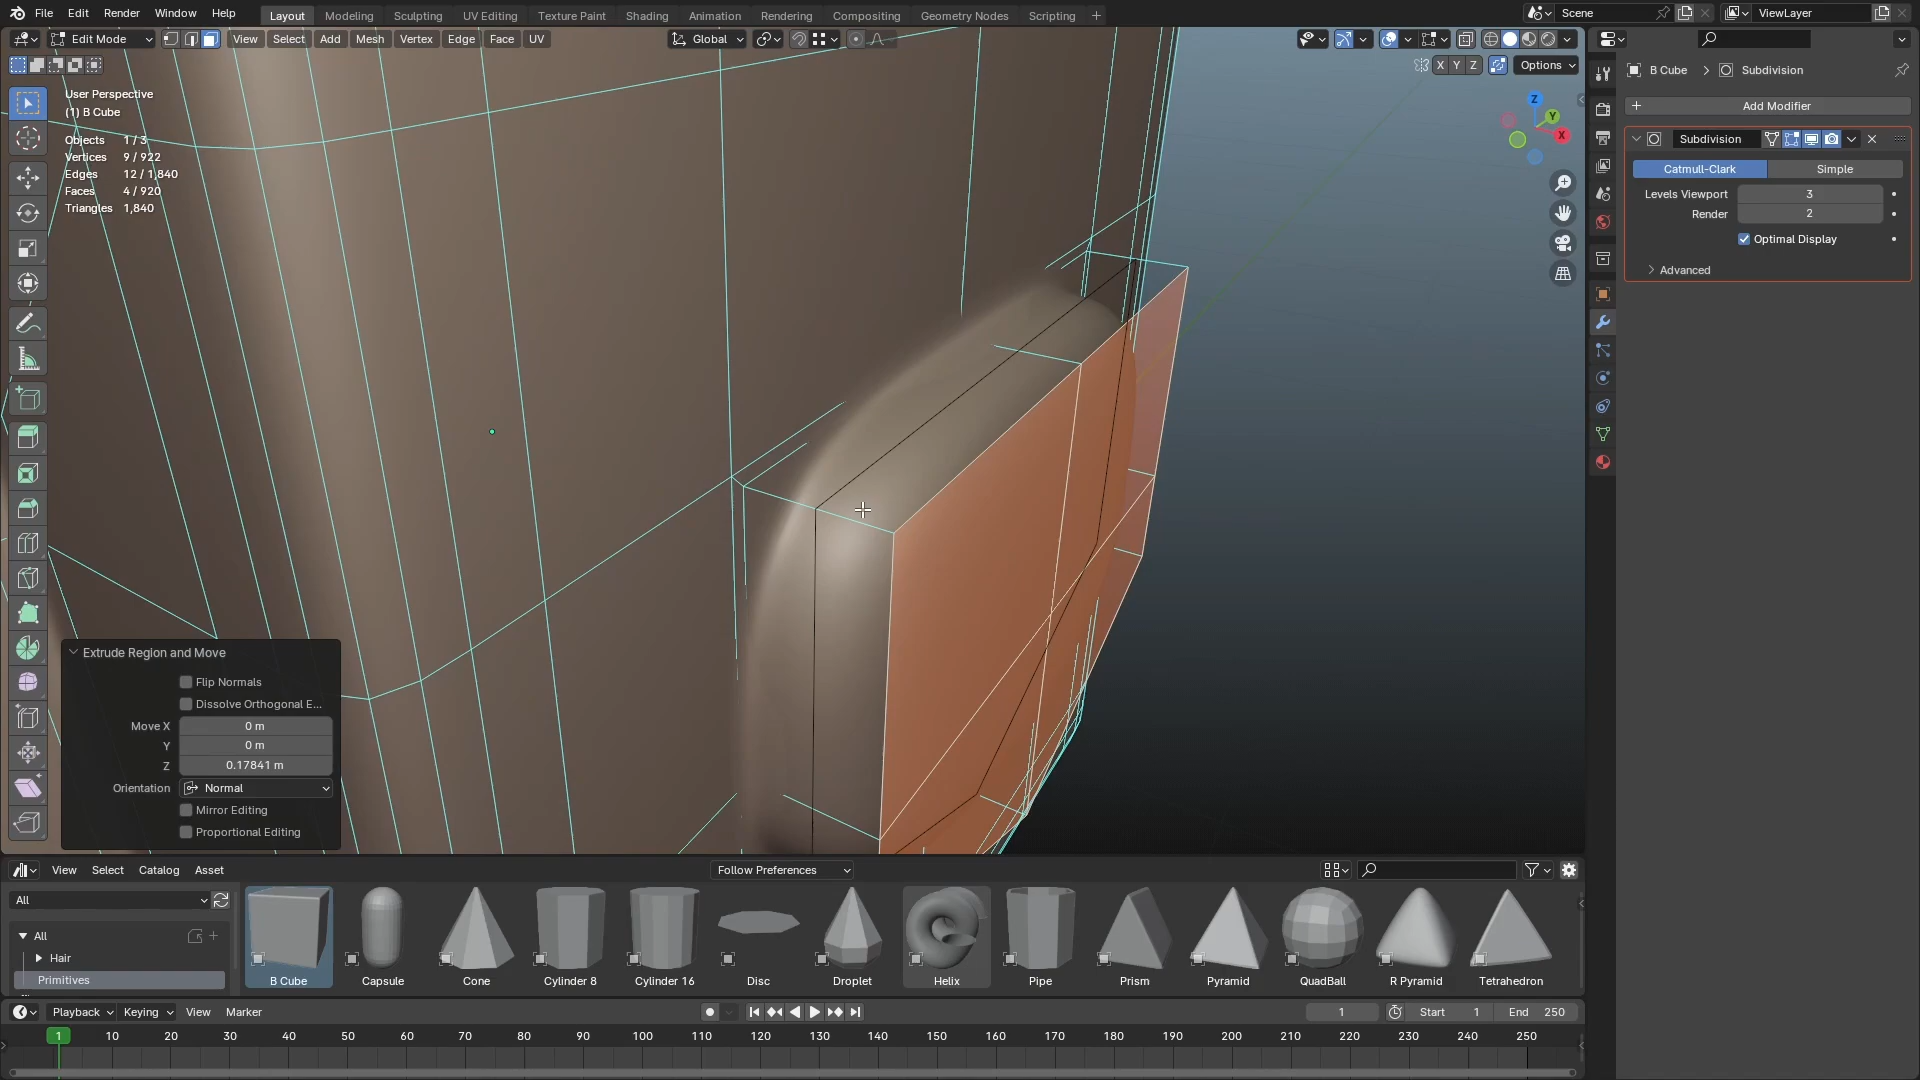 File Edit Render Window Help Layout Modeling Sculpting UV Editing Texture Paint Shading Animation Rendering Compositing Geometry Nodes Scripting + Scene ViewLayer
Edit Mode View Select Add Mesh Vertex Edge Face UV Global
X Y Z Options
B Cube > Subdivision
User Perspective
(1) B Cube
Objects 1 / 3
Vertices 9 / 922
Edges 12 / 1,840
Faces 4 / 920
Triangles 1,840
Z
Y
X
Add Modifier
Subdivision
Catmull-Clark Simple
Levels Viewport 3
Render 2
Optimal Display
Advanced
Extrude Region and Move
Flip Normals
Dissolve Orthogonal E...
Move X 0 m
Y 0 m
Z 0.17841 m
Orientation Normal
Mirror Editing
Proportional Editing
View Select Catalog Asset Follow Preferences
All
All
Hair
Primitives
B Cube Capsule Cone Cylinder 8 Cylinder 16 Disc Droplet Helix Pipe Prism Pyramid QuadBall R Pyramid Tetrahedron
Playback Keying View Marker 1 Start 1 End 250
1 10 20 30 40 50 60 70 80 90 100 110 120 130 140 150 160 170 180 190 200 210 220 230 240 250